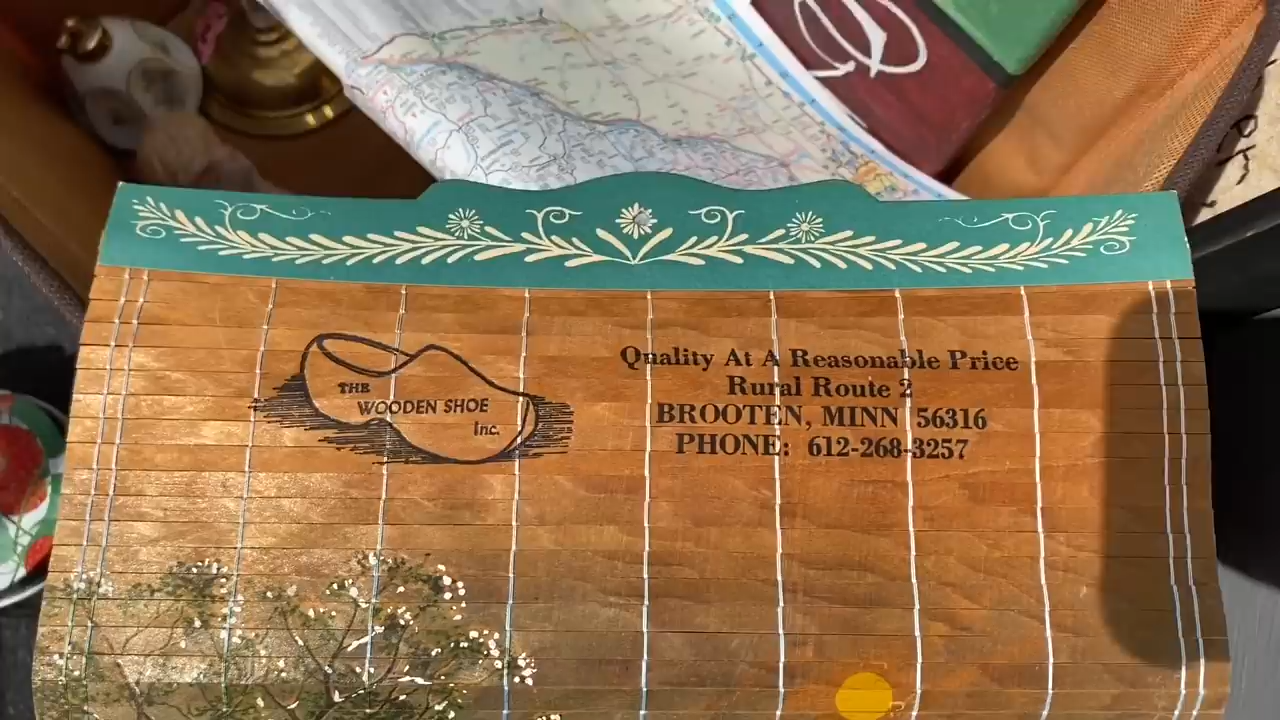 THE
WOODEN SHOE
Inc.
Quality At A Reasonable Price
Rural Route 2
BROOTEN, MINN 56316
PHONE: 612-268-3257